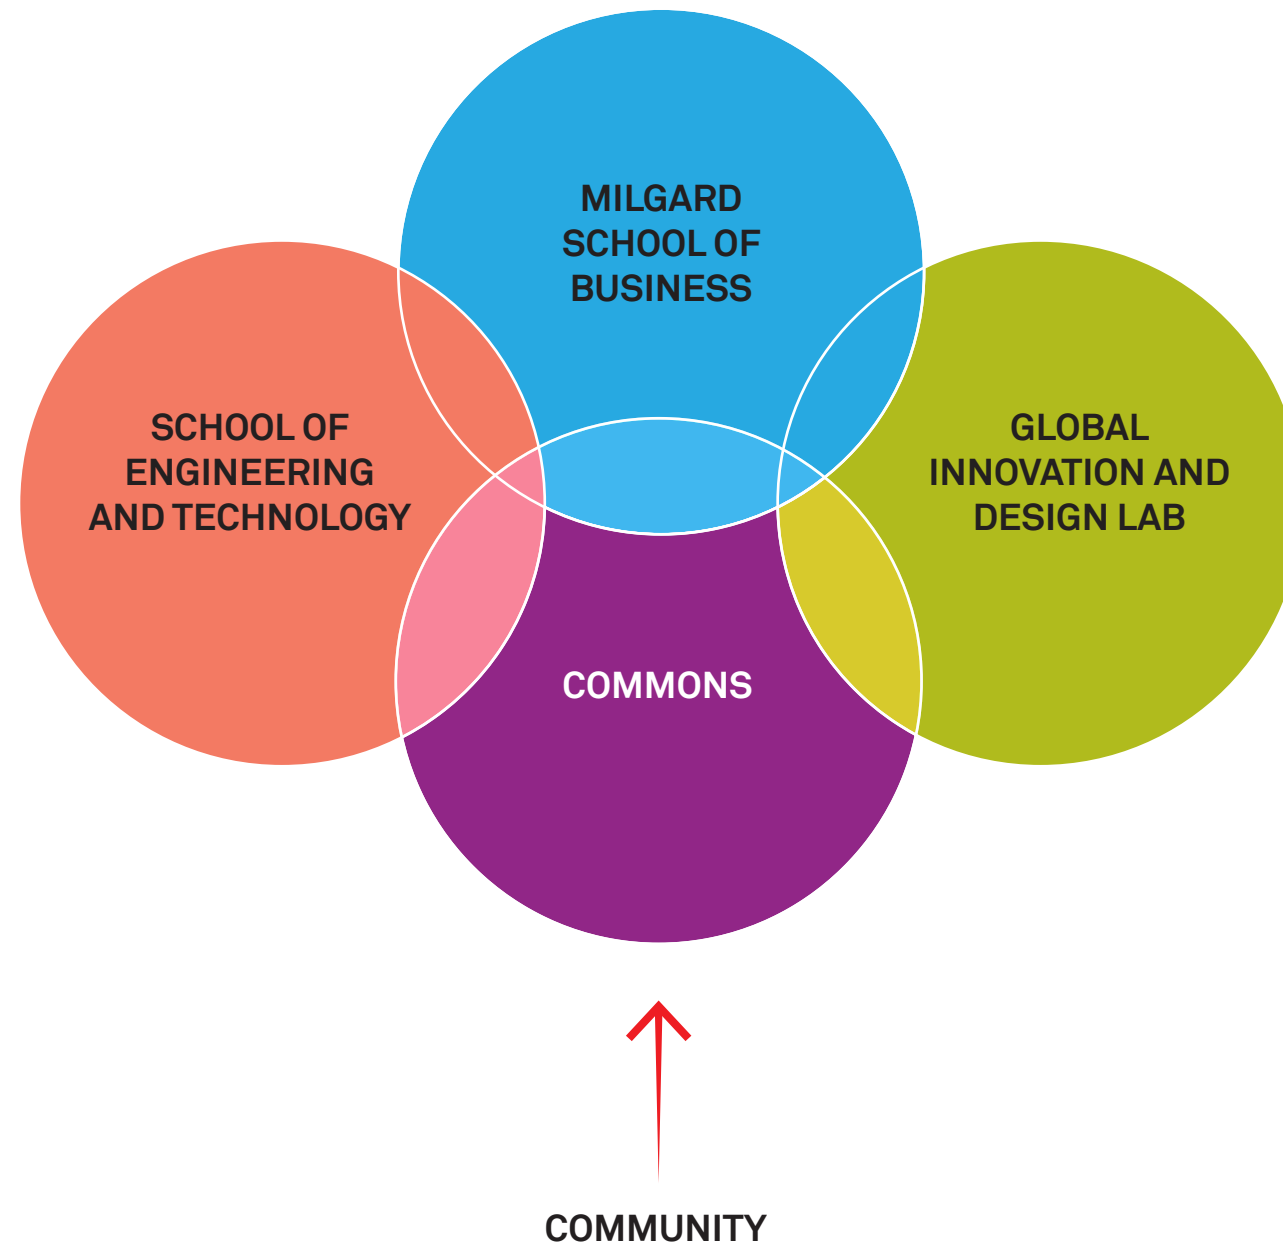 MILGARD
SCHOOL OF
BUSINESS
SCHOOL OF
ENGINEERING
AND TECHNOLOGY
GLOBAL
INNOVATION AND
DESIGN LAB
COMMONS
COMMUNITY